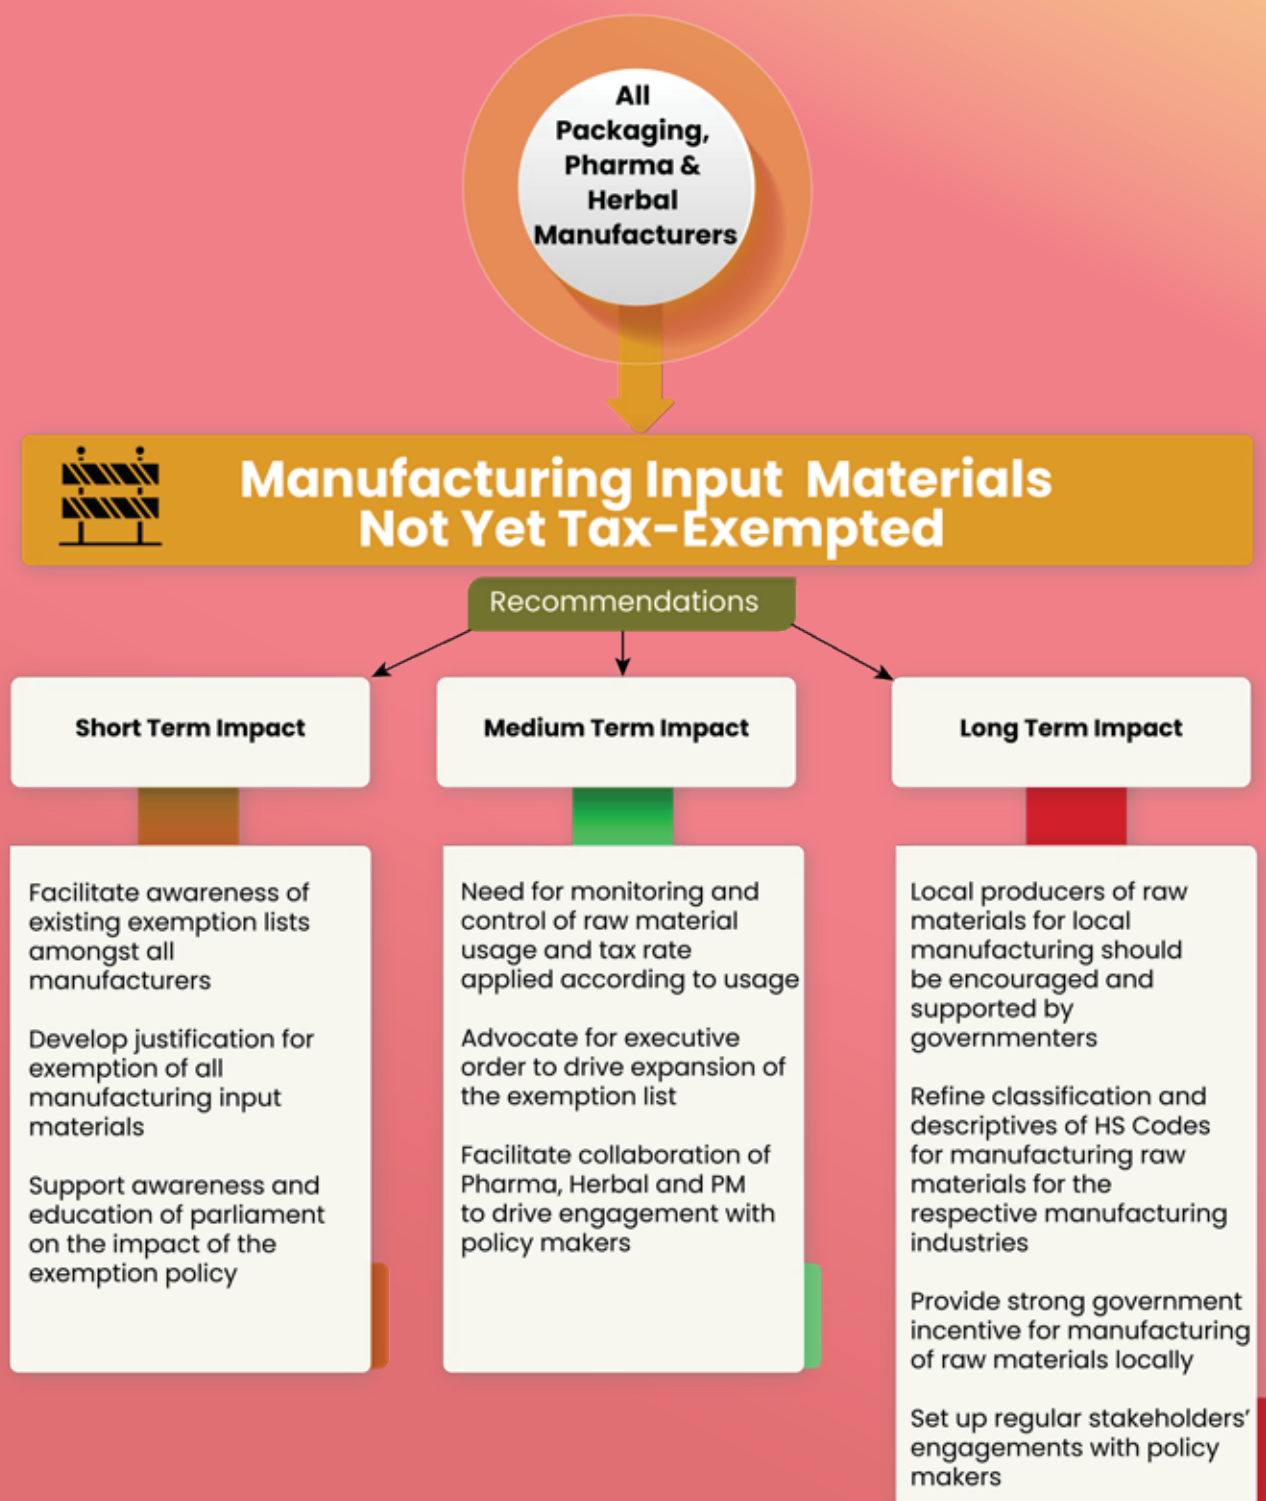 All
Packaging,
Pharma &
Herbal
Manufacturers
Manufacturing Input Materials
Not Yet Tax-Exempted
Recommendations
Short Term Impact
Medium Term Impact
Long Term Impact
Facilitate awareness of
existing exemption lists
amongst all
manufacturers
Develop justification for
exemption of all
manufacturing input
materials
Support awareness and
education of parliament
on the impact of the
exemption policy
Need for monitoring and
control of raw material
usage and tax rate
applied according to usage
Advocate for executive
order to drive expansion of
the exemption list
Facilitate collaboration of
Pharma, Herbal and PM
to drive engagement with
policy makers
Local producers of raw
materials for local
manufacturing should
be encouraged and
supported by
governmenters
Refine classification and
descriptives of HS Codes
for manufacturing raw
materials for the
respective manufacturing
industries
Provide strong government
incentive for manufacturing
of raw materials locally
Set up regular stakeholders’
engagements with policy
makers